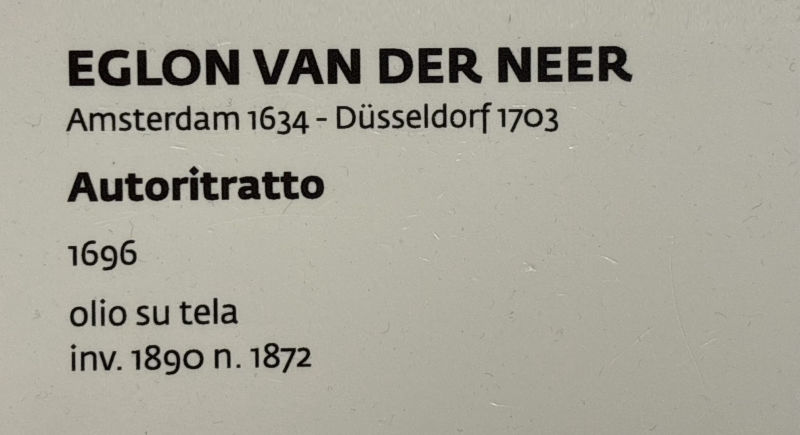 EGLON VAN DER NEER
Amsterdam 1634 - Düsseldorf 1703
Autoritratto
1696
olio su tela
inv. 1890 n. 1872